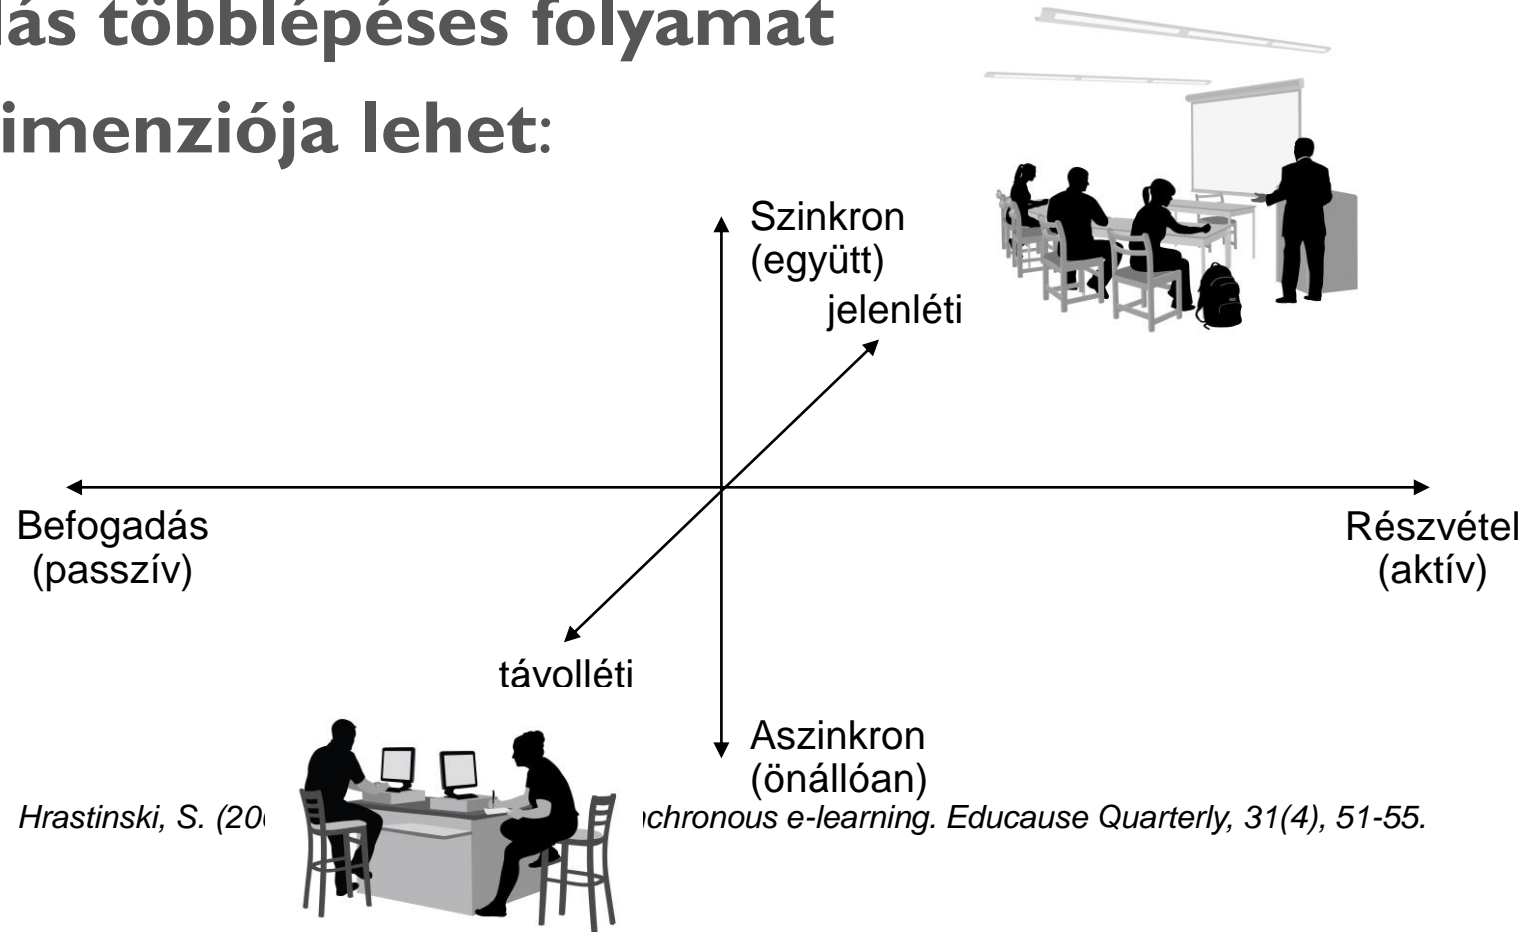 lás többlépéses folyamat
imenziója lehet:
Szinkron
(együtt)
jelenléti
Befogadás
(passzív)
Részvétel
(aktív)
távolléti
Aszinkron
(önállóan)
Hrastinski, S. (20 chronous e-learning. Educause Quarterly, 31(4), 51-55.